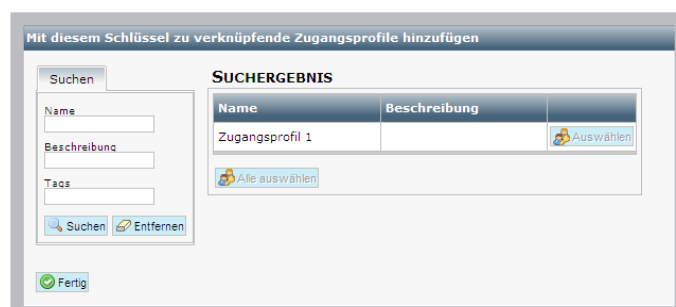 Mit diesem Schlüssel zu verknüpfende Zugangsprofile hinzufügen
Suchen
Name
Beschreibung
Tags
Suchen Entfernen
SUCHERGEBNIS
Name Beschreibung
Zugangsprofil 1 Auswählen
Alle auswählen
Fertig